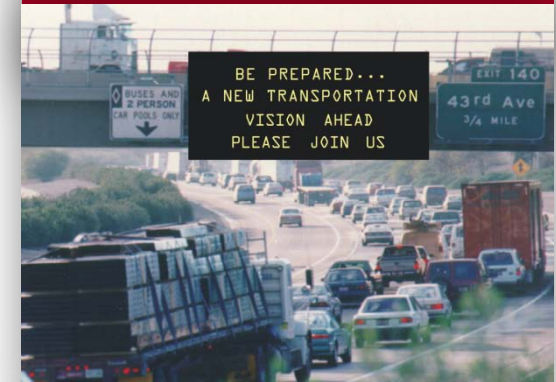 BE PREPARED...
A NEW TRANSPORTATION
VISION AHEAD
PLEASE JOIN US
BUSES AND
2 PERSON
CAR POOLS ONLY
EXIT 140
43rd Ave
3/4 MILE